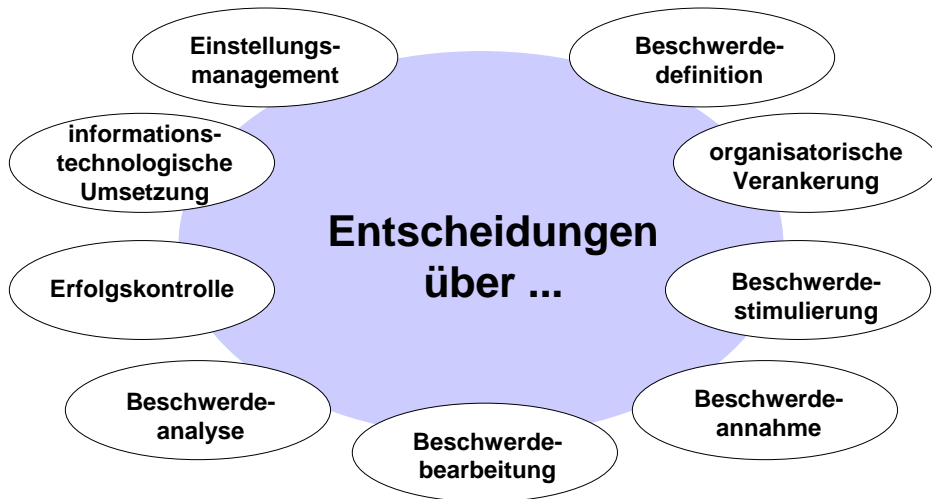 Einstellungs-
management
Beschwerde-
definition
informations-
technologische
Umsetzung
organisatorische
Verankerung
Entscheidungen
über ...
Erfolgskontrolle
Beschwerde-
stimulierung
Beschwerde-
analyse
Beschwerde-
bearbeitung
Beschwerde-
annahme